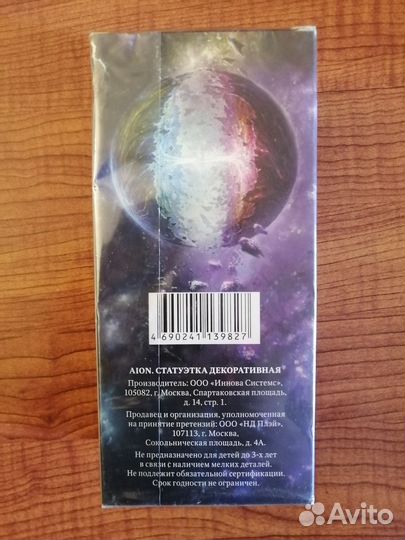 4 690241 139827
AION. СТАТУЭТКА ДЕКОРАТИВНАЯ
Производитель: ООО «Иннова Системс»,
105082, г. Москва, Спартаковская площадь,
д. 14, стр. 1.
Продавец и организация, уполномоченная
на принятие претензий: ООО «НД Плэй»,
107113, г. Москва,
Сокольническая площадь, д. 4А.
Не предназначено для детей до 3-х лет
в связи с наличием мелких деталей.
Не подлежит обязательной сертификации.
Срок годности не ограничен.
Avito